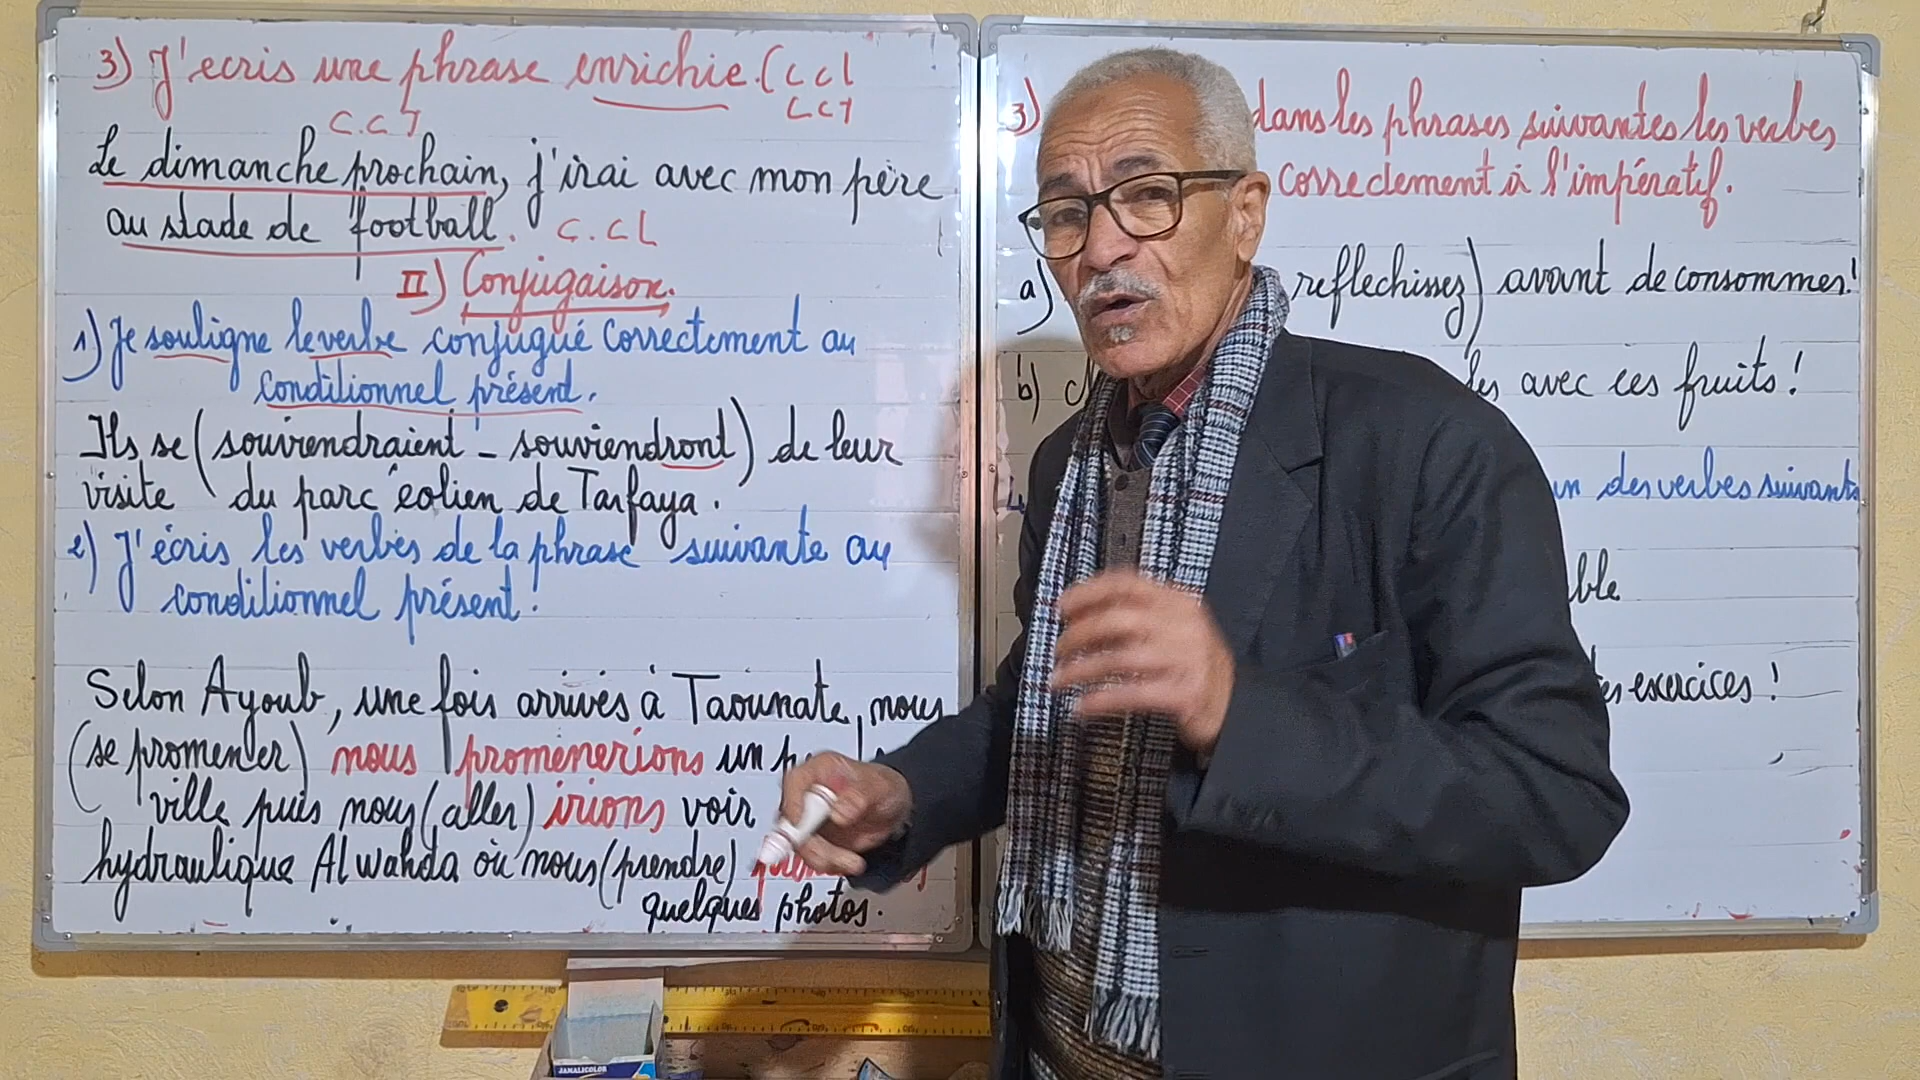 3) J'ecris une phrase enrichie. (c c l
c c T
c.c T
Le dimanche prochain, j'irai avec mon père
au stade de football. c.c l
II) Conjugaison.
1) Je souligne le verbe conjugué correctement au
conditionnel présent.
Ils se (souviendraient - souviendront) de leur
visite du parc éolien de Tarfaya.
2) J'écris les verbes de la phrase suivante au
conditionnel présent!
Selon Ayoub, une fois arrivés à Taounate, nous
(se promener) nous promènerions un
ville puis nous (aller) irions voir
hydraulique Al wahda où nous (prendre)
quelques photos.
3) dans les phrases suivantes les verbes
correctement à l'impératif.
a) reflechissez) avant de consommer!
b) avec ces fruits!
des verbes suivants
exercices!
JAMALICOLOR